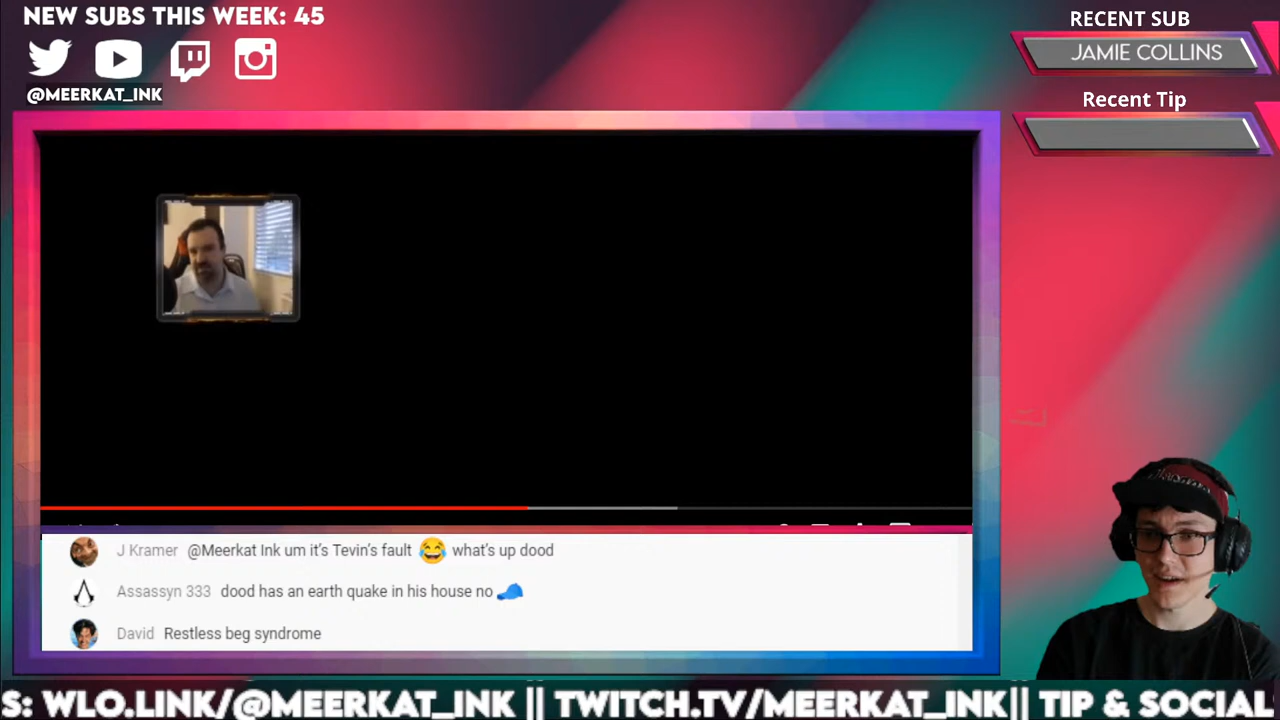 NEW SUBS THIS WEEK: 45
@MEERKAT_INK
RECENT SUB
JAMIE COLLINS
Recent Tip
J Kramer @Meerkat Ink um it's Tevin's fault 😂 what's up dood
Assassyn 333 dood has an earth quake in his house no 🧢
David Restless beg syndrome
S: WLO.LINK/@MEERKAT_INK || TWITCH.TV/MEERKAT_INK|| TIP & SOCIAL